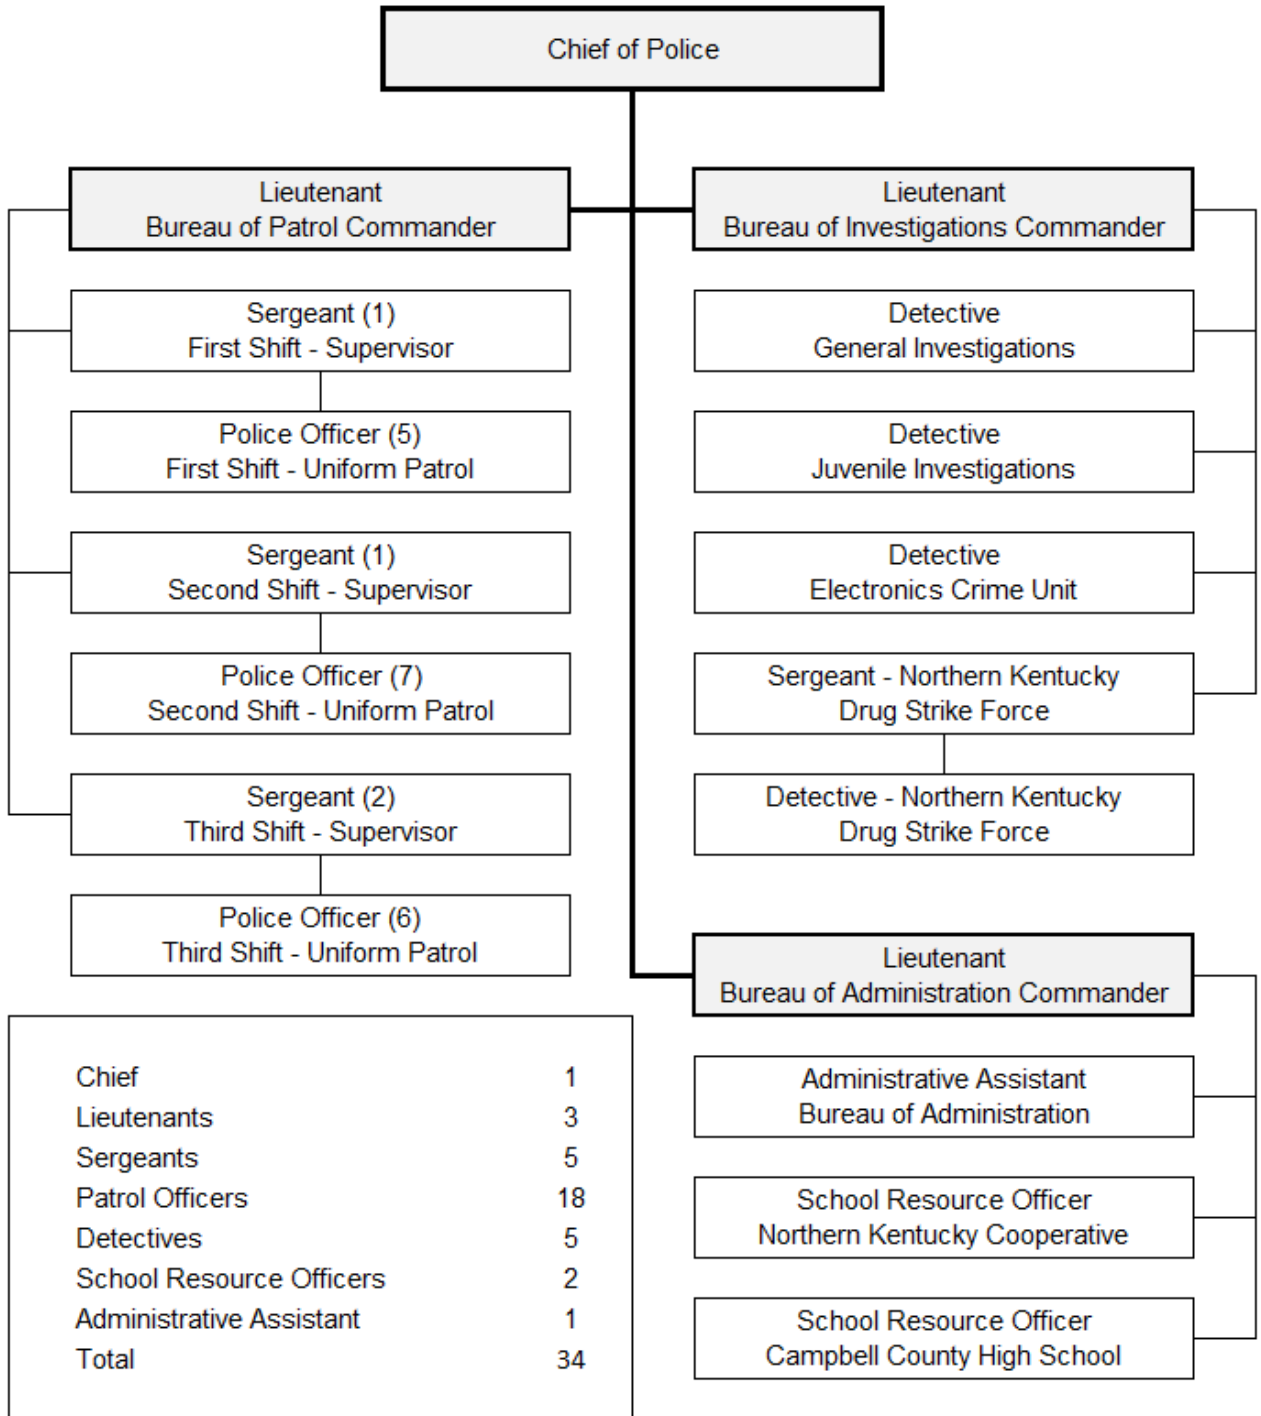 Chief of Police
Lieutenant
Bureau of Patrol Commander
Sergeant (1)
First Shift - Supervisor
Police Officer (5)
First Shift - Uniform Patrol
Sergeant (1)
Second Shift - Supervisor
Police Officer (7)
Second Shift - Uniform Patrol
Sergeant (2)
Third Shift - Supervisor
Police Officer (6)
Third Shift - Uniform Patrol
Lieutenant
Bureau of Investigations Commander
Detective
General Investigations
Detective
Juvenile Investigations
Detective
Electronics Crime Unit
Sergeant - Northern Kentucky
Drug Strike Force
Detective - Northern Kentucky
Drug Strike Force
Lieutenant
Bureau of Administration Commander
Administrative Assistant
Bureau of Administration
School Resource Officer
Northern Kentucky Cooperative
School Resource Officer
Campbell County High School
Chief 1
Lieutenants 3
Sergeants 5
Patrol Officers 18
Detectives 5
School Resource Officers 2
Administrative Assistant 1
Total 34